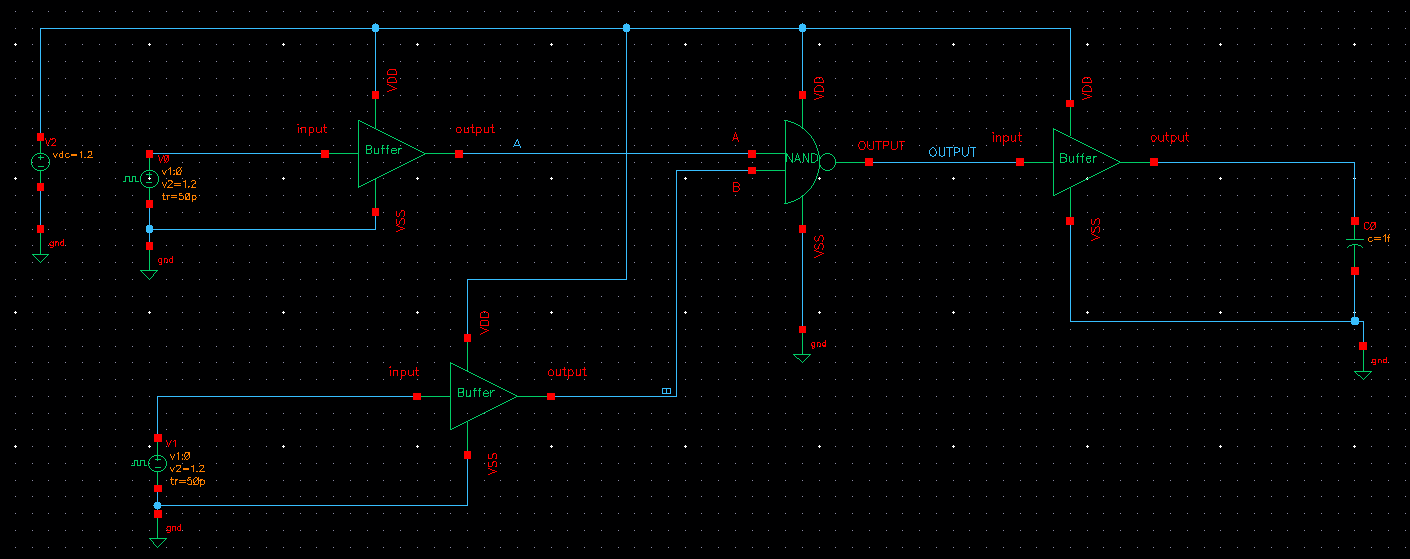 VDD
VDD
VDD
V2
vdc=1.2
input
output
A
A
OUTPUT
OUTPUT
input
output
V0
v1:0
v2=1.2
tr=50p
Buffer
NAND
Buffer
B
VSS
VSS
VSS
gnd
gnd
C0
c=1f
VDD
gnd
gnd
input
output
Buffer
B
V1
v1:0
v2=1.2
tr=50p
VSS
gnd